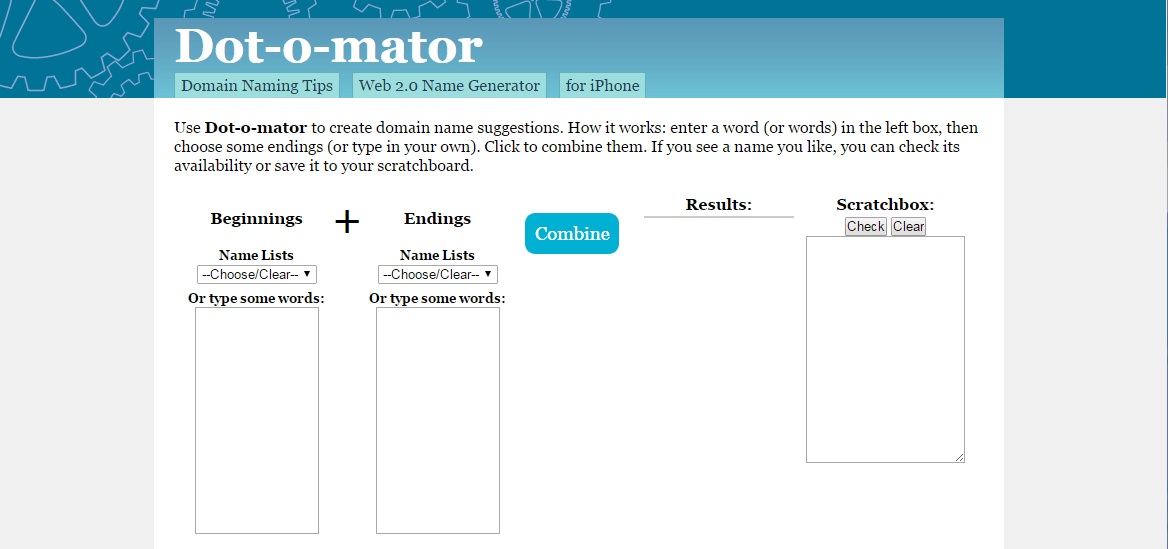 Dot-o-mator
Domain Naming Tips Web 2.0 Name Generator for iPhone
Use Dot-o-mator to create domain name suggestions. How it works: enter a word (or words) in the left box, then
choose some endings (or type in your own). Click to combine them. If you see a name you like, you can check its
availability or save it to your scratchboard.
Beginnings + Endings Combine Results: Scratchbox:
Check Clear
Name Lists Name Lists
--Choose/Clear-- --Choose/Clear--
Or type some words: Or type some words: